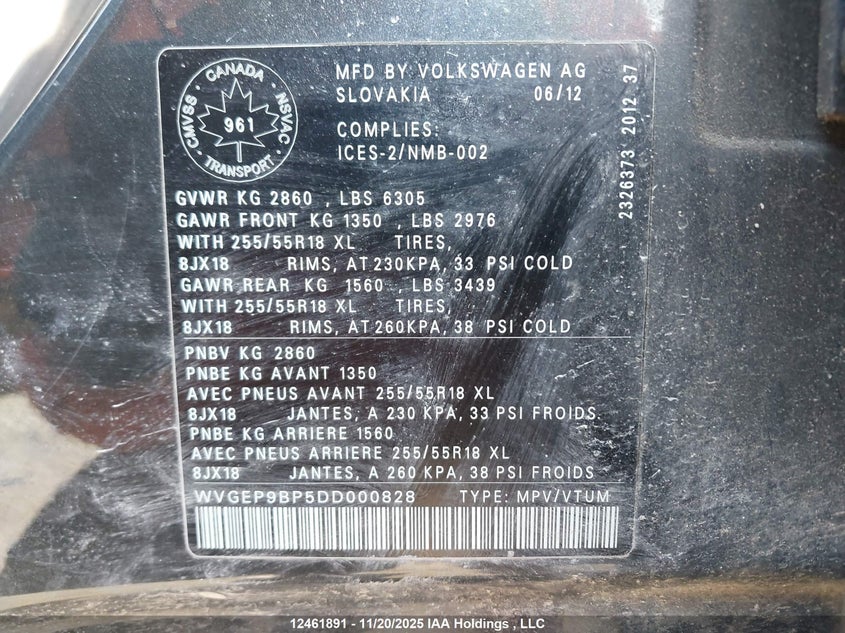 CMVSS • CANADA • NSVAC
961
TRANSPORT
MFD BY VOLKSWAGEN AG
SLOVAKIA 06/12
COMPLIES:
ICES-2/NMB-002
2326373 2012 37
GVWR KG 2860 , LBS 6305
GAWR FRONT KG 1350 , LBS 2976
WITH 255/55R18 XL TIRES,
8JX18 RIMS, AT 230KPA, 33 PSI COLD
GAWR REAR KG 1560 , LBS 3439
WITH 255/55R18 XL TIRES,
8JX18 RIMS, AT 260KPA, 38 PSI COLD
PNBV KG 2860
PNBE KG AVANT 1350
AVEC PNEUS AVANT 255/55R18 XL
8JX18 JANTES, A 230 KPA, 33 PSI FROIDS.
PNBE KG ARRIERE 1560
AVEC PNEUS ARRIERE 255/55R18 XL
8JX18 JANTES, A 260 KPA, 38 PSI FROIDS
WVGEP9BP5DD000828 TYPE: MPV/VTUM
12461891 - 11/20/2025 IAA Holdings , LLC